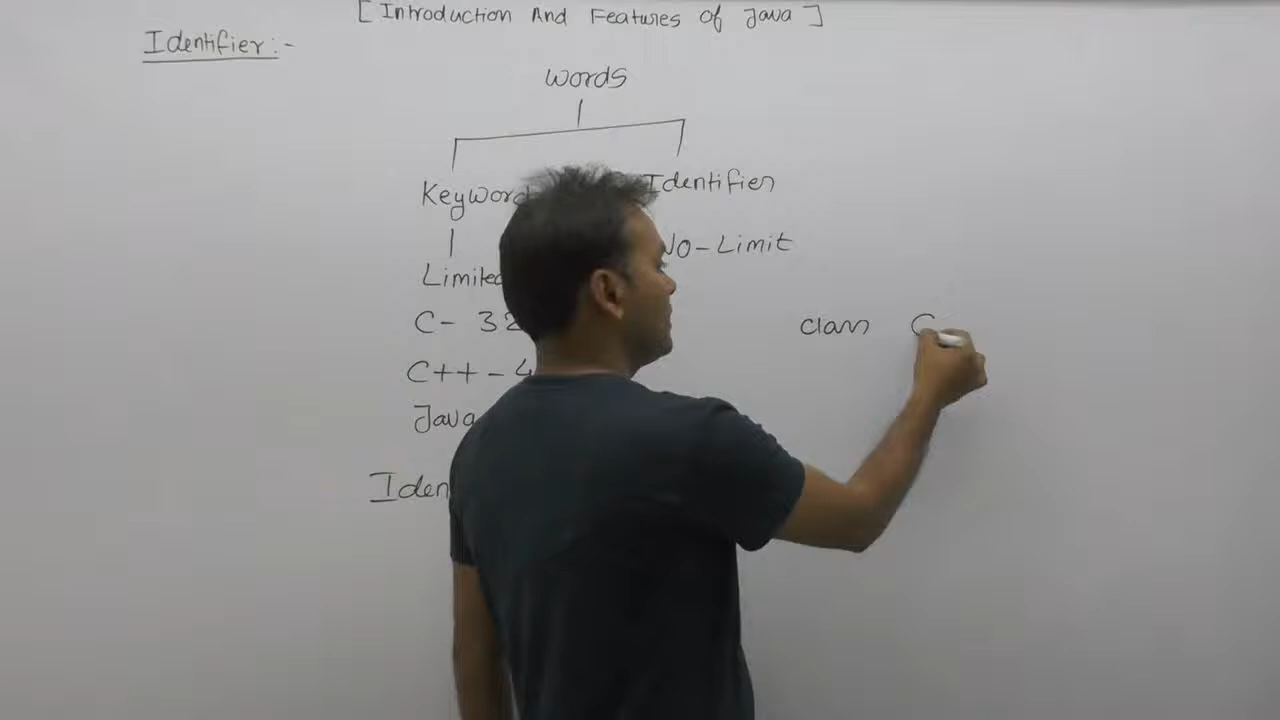 [ Introduction And Features of Java ]
Identifier:-
words
Keyword Identifier
No-Limit
Limited
C- 32
class C
C++ - 4
Java
Iden